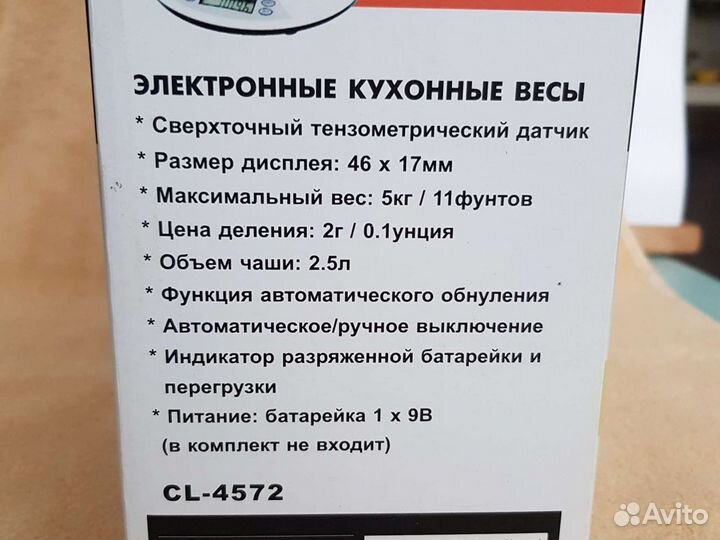 ЭЛЕКТРОННЫЕ КУХОННЫЕ ВЕСЫ
* Сверхточный тензометрический датчик
* Размер дисплея: 46 x 17мм
* Максимальный вес: 5кг / 11фунтов
* Цена деления: 2г / 0.1унция
* Объем чаши: 2.5л
* Функция автоматического обнуления
* Автоматическое/ручное выключение
* Индикатор разряженной батарейки и
перегрузки
* Питание: батарейка 1 x 9В
(в комплект не входит)
CL-4572
Avito